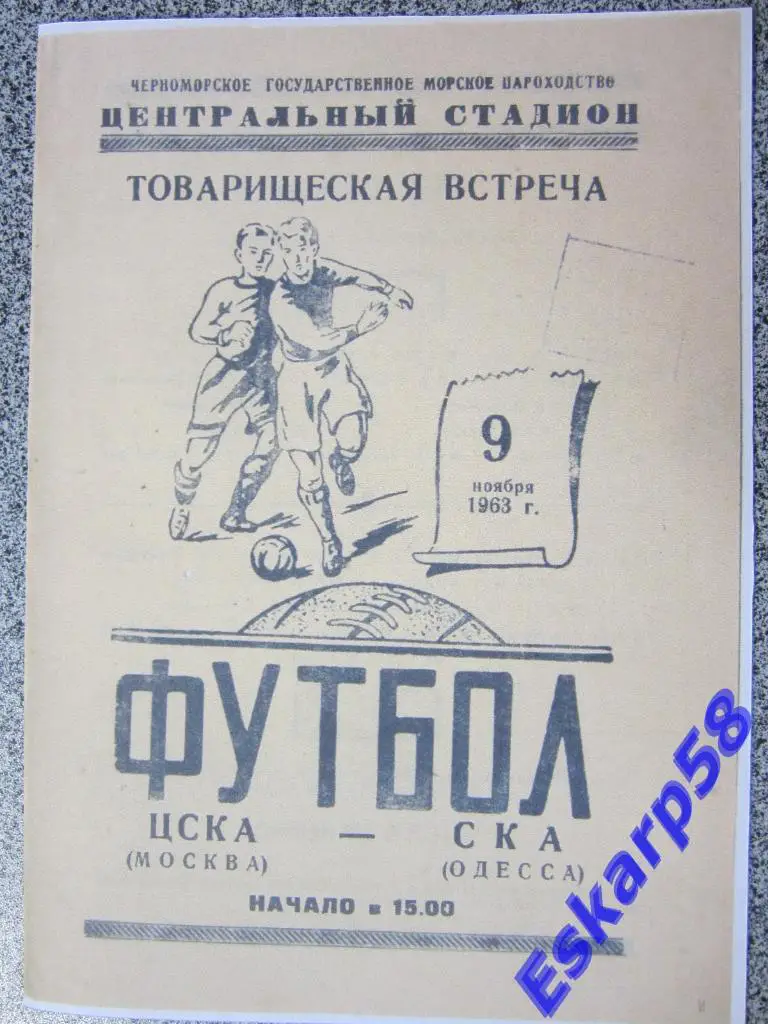 ЧЕРНОМОРСКОЕ ГОСУДАРСТВЕННОЕ МОРСКОЕ ПАРОХОДСТВО
ЦЕНТРАЛЬНЫЙ СТАДИОН
ТОВАРИЩЕСКАЯ ВСТРЕЧА
9
ноября
1963 г.
ФУТБОЛ
ЦСКА — СКА
(МОСКВА) (ОДЕССА)
НАЧАЛО в 15.00
Eskarp58